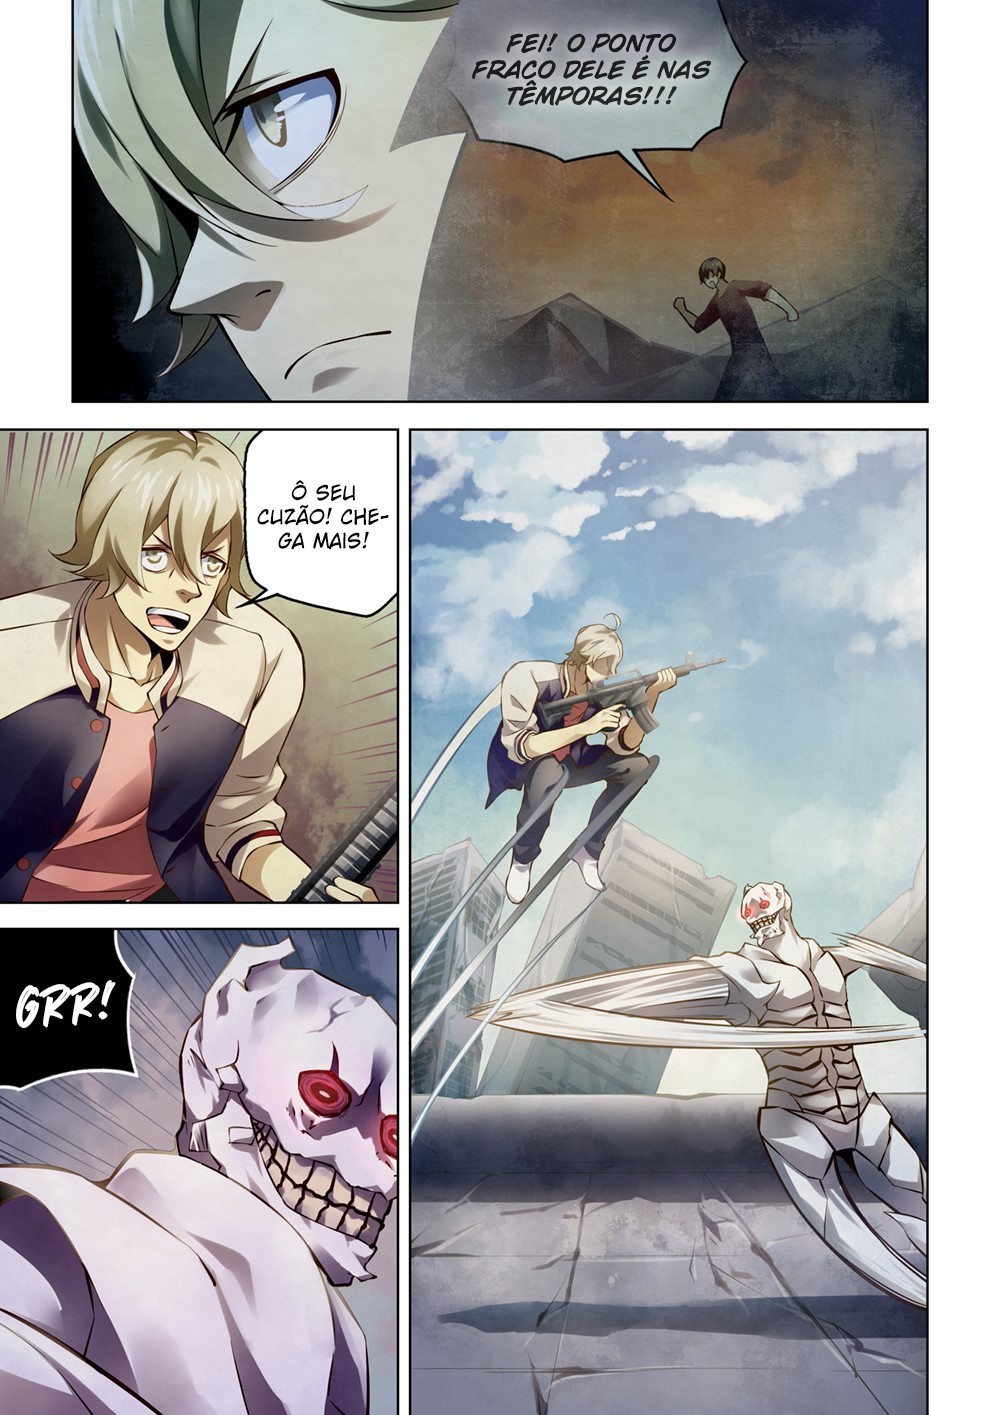 FEI! O PONTO
FRACO DELE É NAS
TÊMPORAS!!!
Ô SEU
CUZÃO! CHE-
GA MAIS!
GRR!